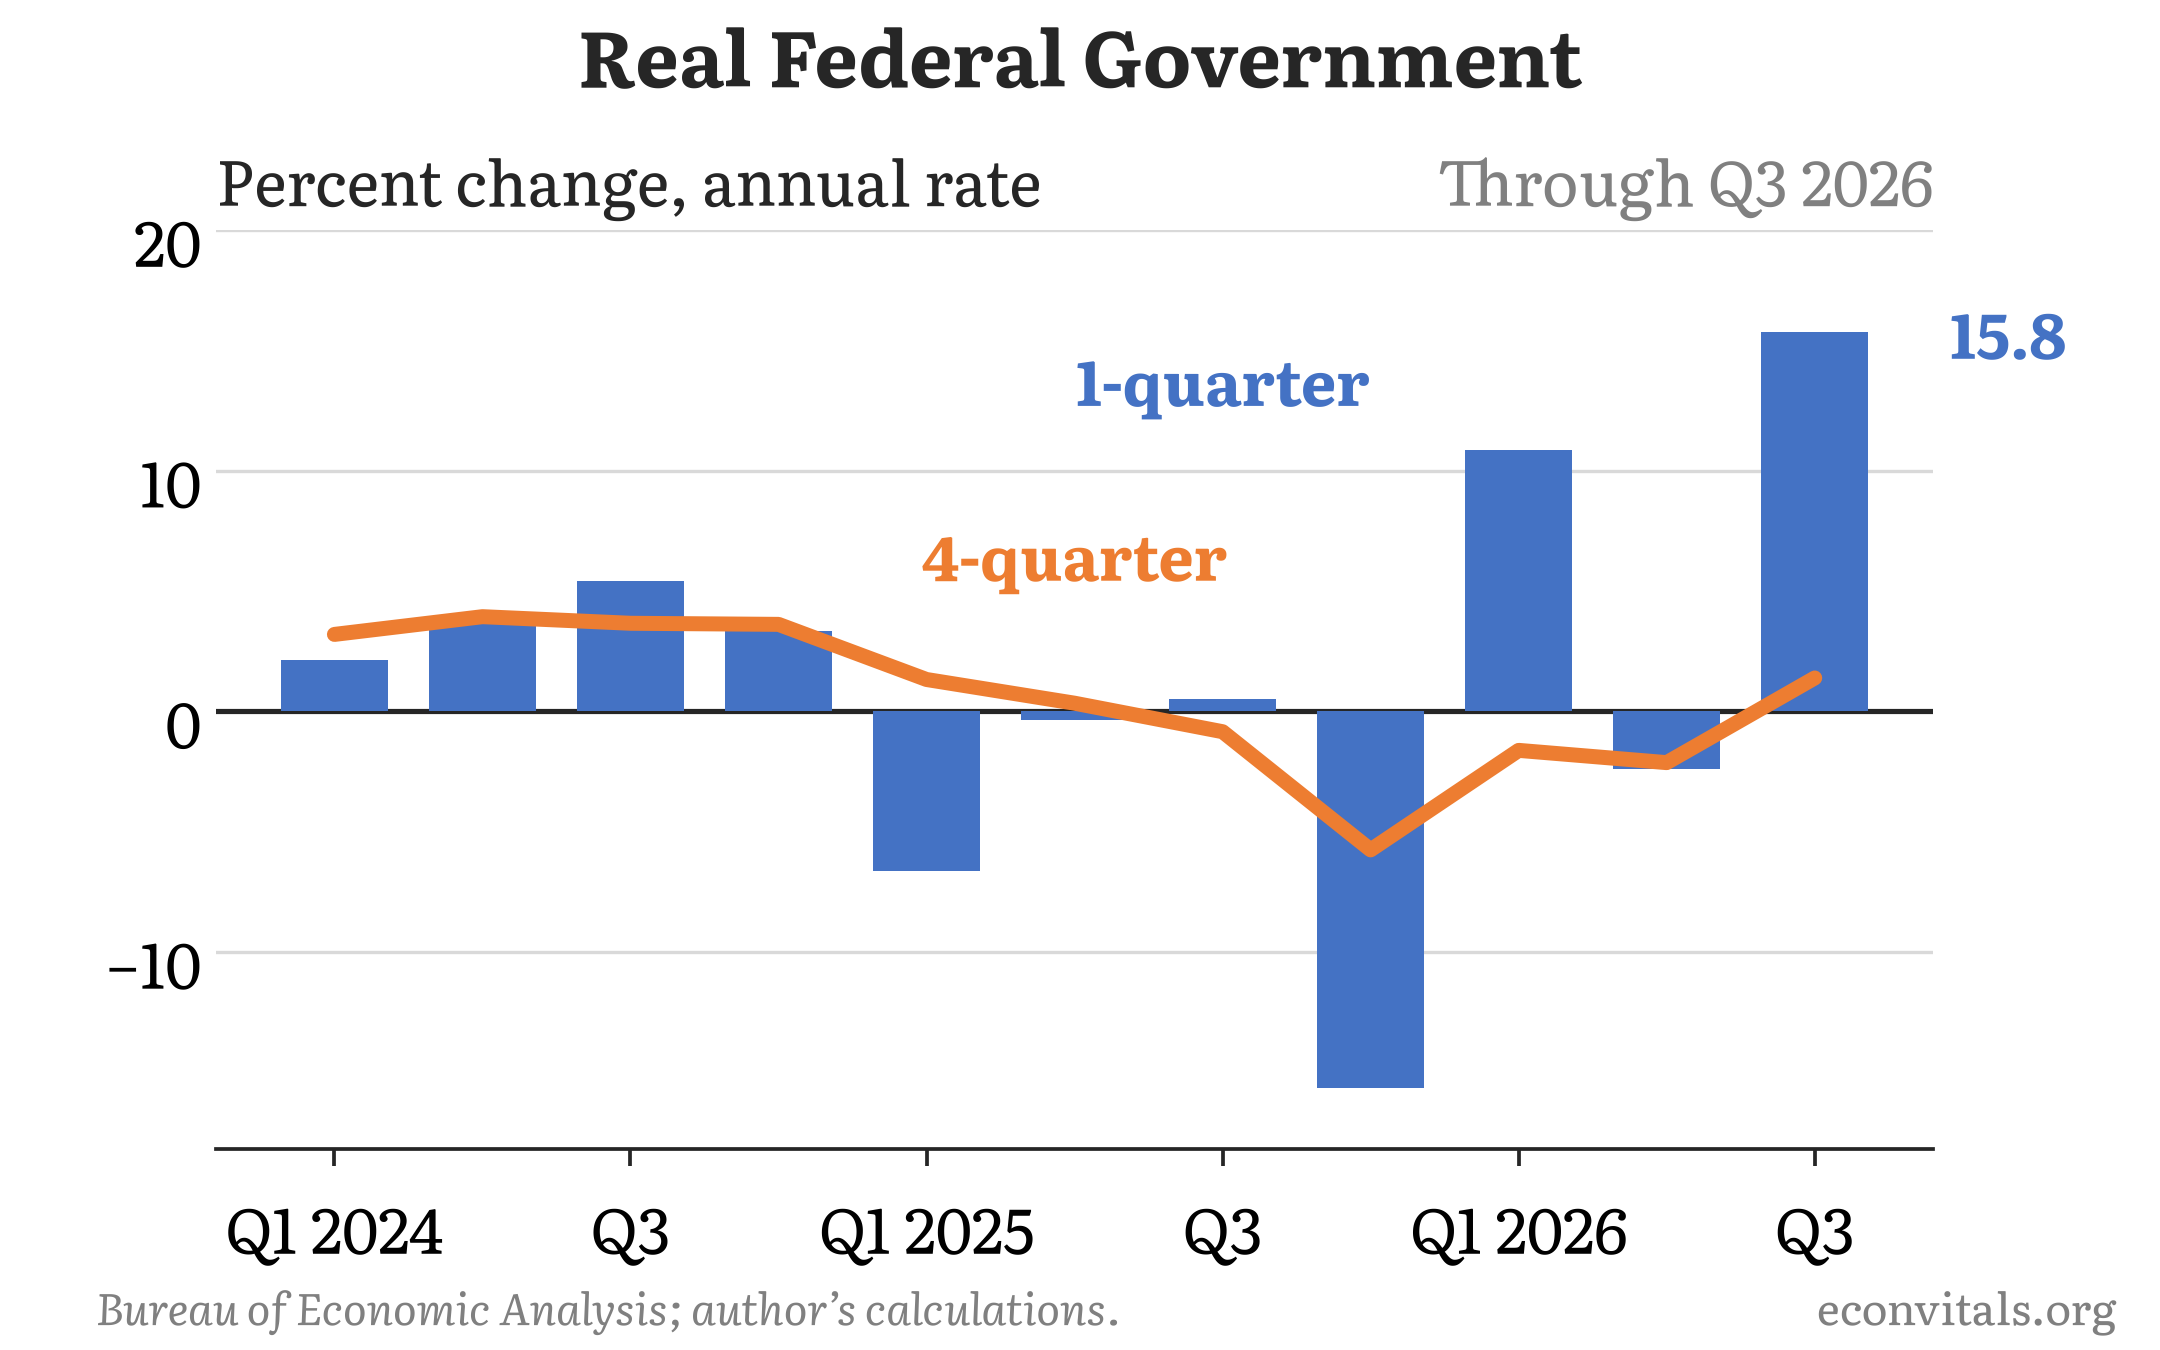 Real Federal Government
Percent change, annual rate
Through Q3 2026
20
15.8
1-quarter
10
4-quarter
0
−10
Q1 2024 Q3 Q1 2025 Q3 Q1 2026 Q3
Bureau of Economic Analysis; author’s calculations.
econvitals.org